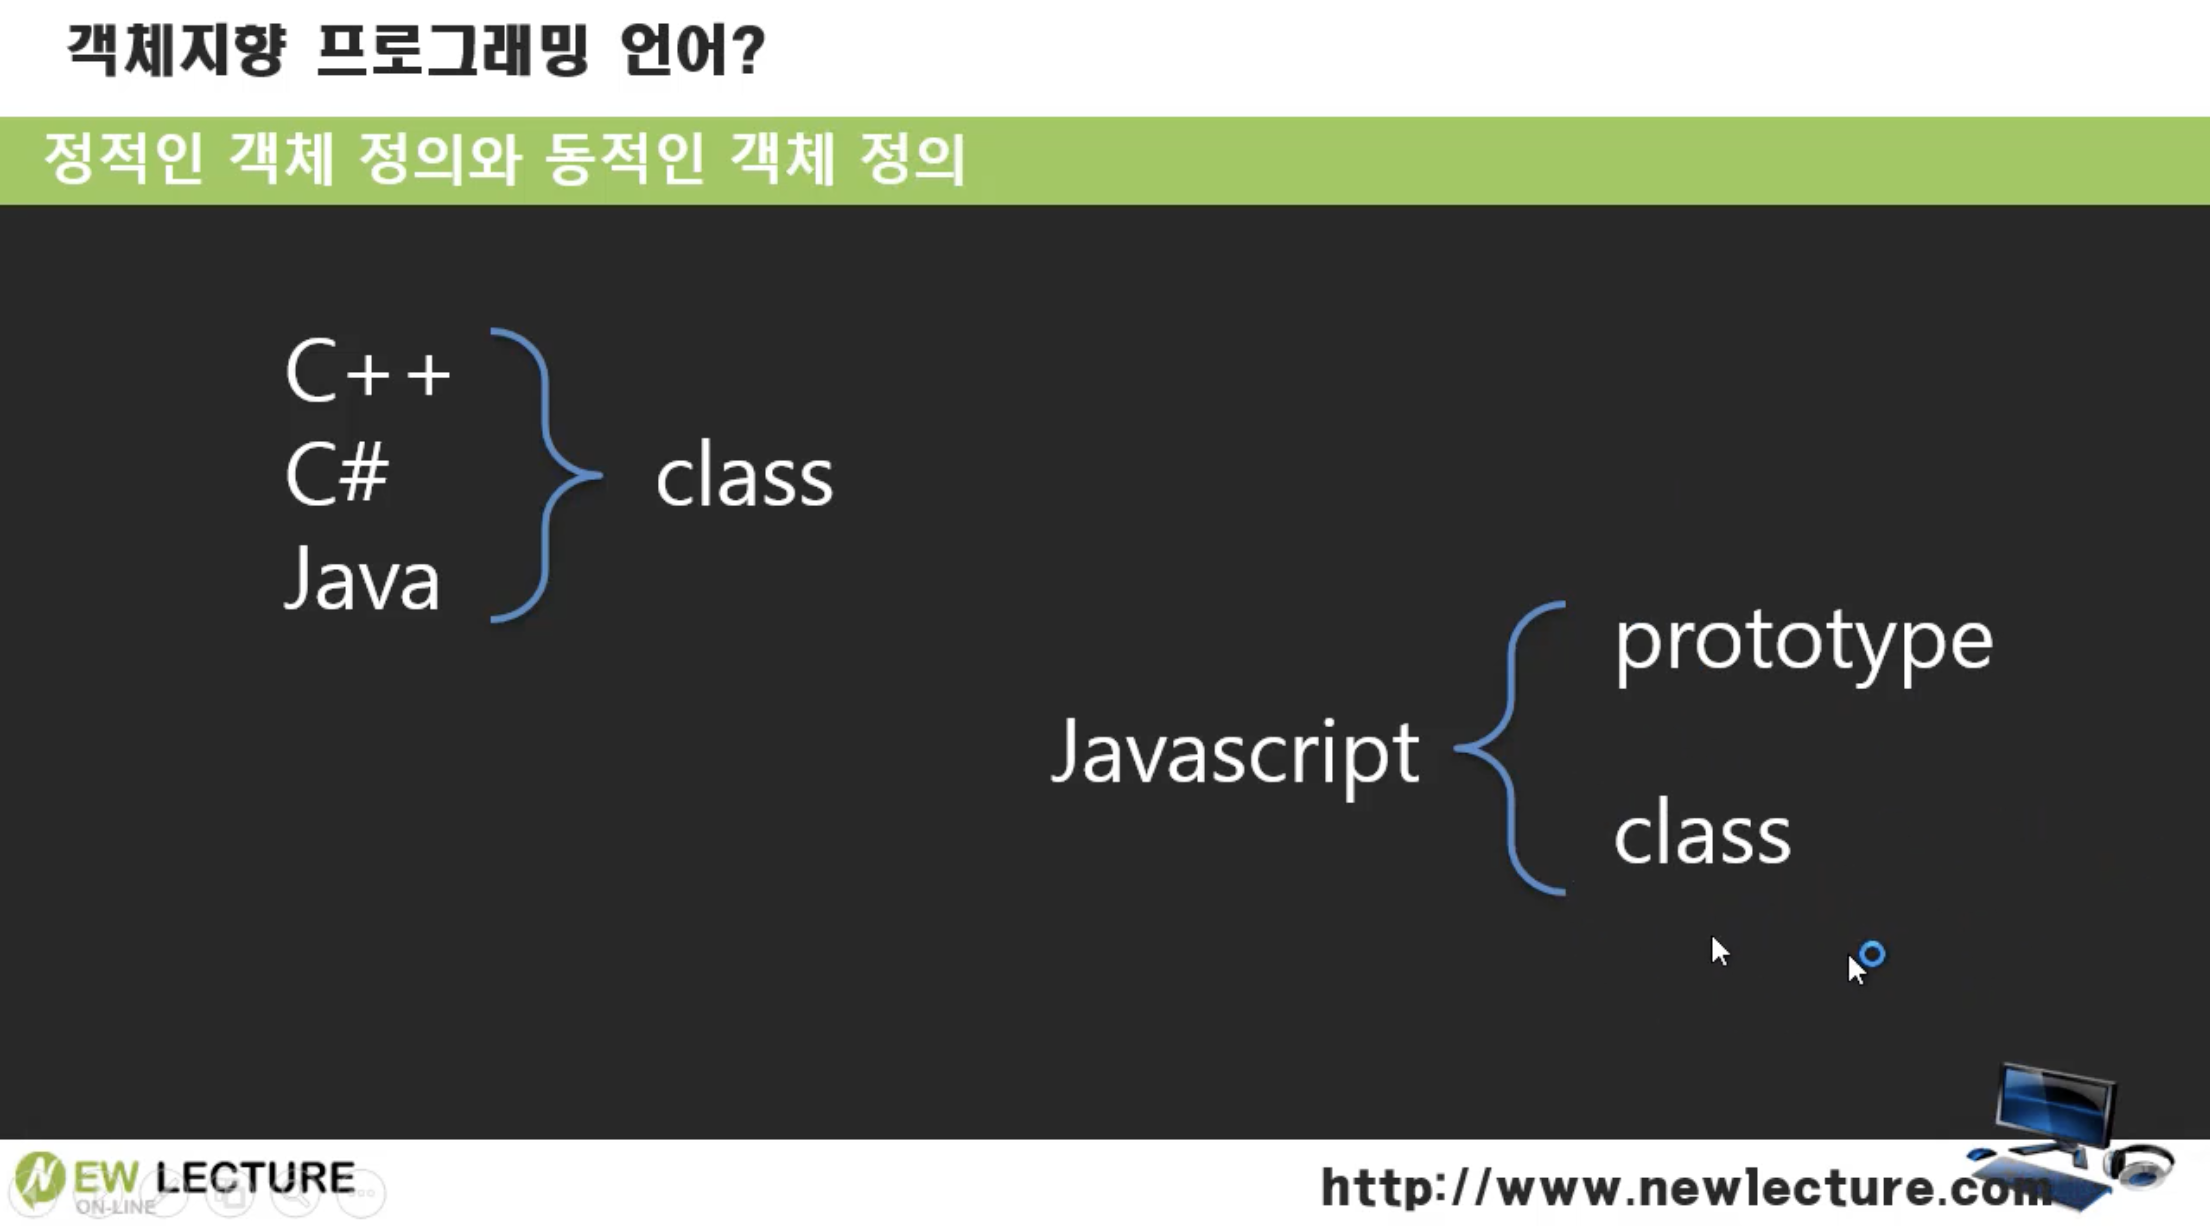 객체지향 프로그래밍 언어?
정적인 객체 정의와 동적인 객체 정의
C++
C#
Java
class
Javascript
prototype
class
NEW LECTURE
ON-LINE
http://www.newlecture.com